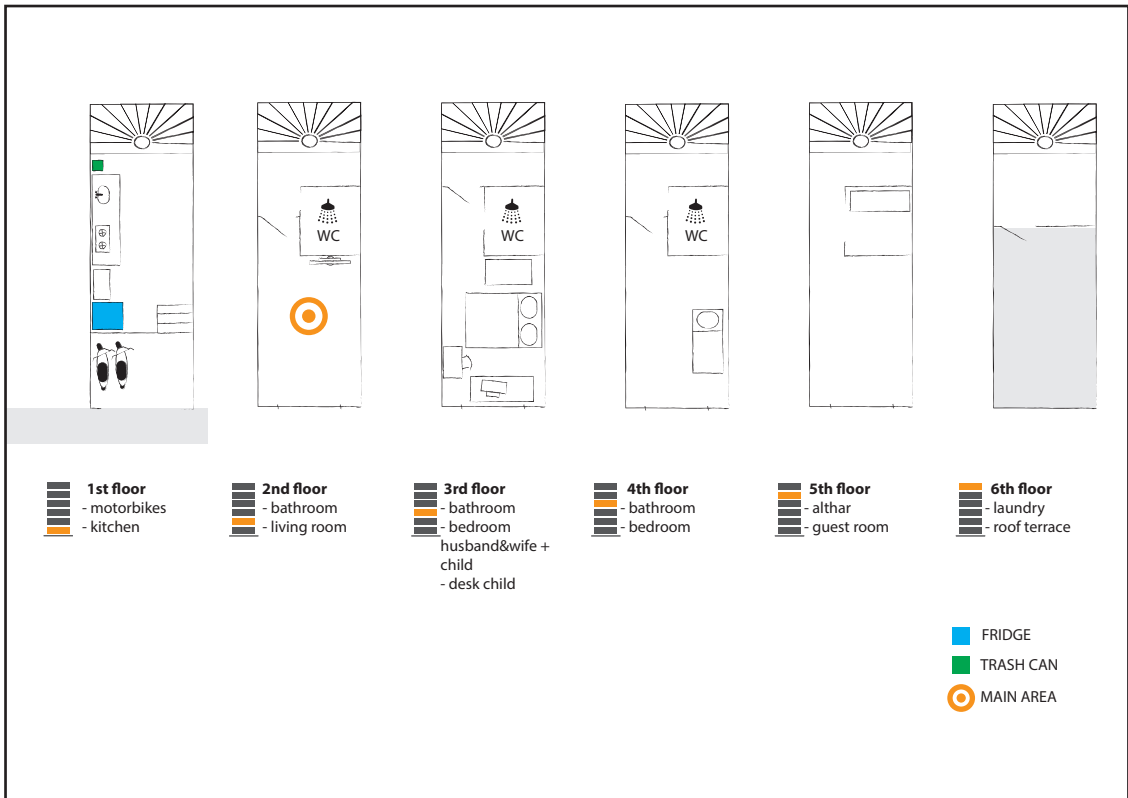 WC
WC
WC
1st floor
- motorbikes
- kitchen
2nd floor
- bathroom
- living room
3rd floor
- bathroom
- bedroom
husband&wife +
child
- desk child
4th floor
- bathroom
- bedroom
5th floor
- althar
- guest room
6th floor
- laundry
- roof terrace
FRIDGE
TRASH CAN
MAIN AREA